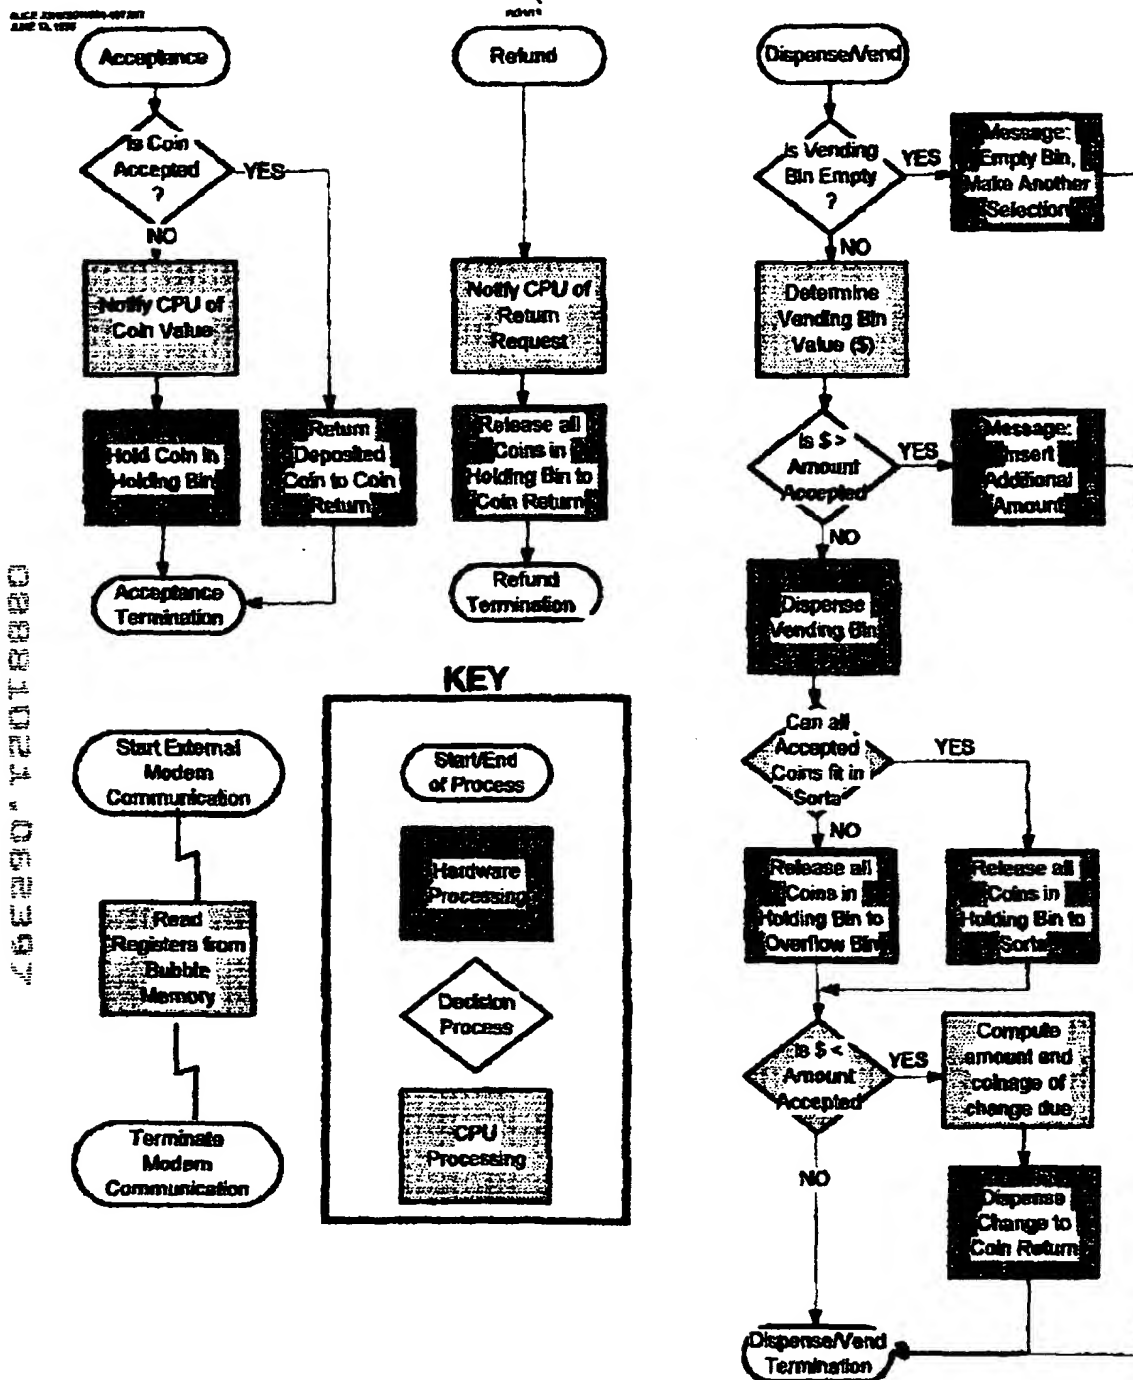 JUNE 13, 1996
Acceptance
Is Coin
Accepted
?
YES
NO
Notify CPU of
Coin Value
Hold Coin in
Holding Bin
Return
Deposited
Coin to Coin
Return
Acceptance
Termination
Refund
Notify CPU of
Return
Request
Release all
Coins in
Holding Bin to
Coin Return
Refund
Termination
Dispense/Vend
Is Vending
Bin Empty
?
YES
Message:
Empty Bin,
Make Another
Selection
NO
Determine
Vending Bin
Value ($)
Is $ >
Amount
Accepted
YES
Message:
Insert
Additional
Amount
NO
Dispense
Vending Bin
Can all
Accepted
Coins fit in
Sorta
YES
NO
Release all
Coins in
Holding Bin to
Overflow Bin
Release all
Coins in
Holding Bin to
Sorta
Is $ <
Amount
Accepted
YES
Compute
amount and
coinage of
change due
NO
Dispense
Change to
Coin Return
Dispense/Vend
Termination
Start External
Modem
Communication
Read
Registers from
Bubble
Memory
Terminate
Modem
Communication
KEY
Start/End
of Process
Hardware
Processing
Decision
Process
CPU
Processing